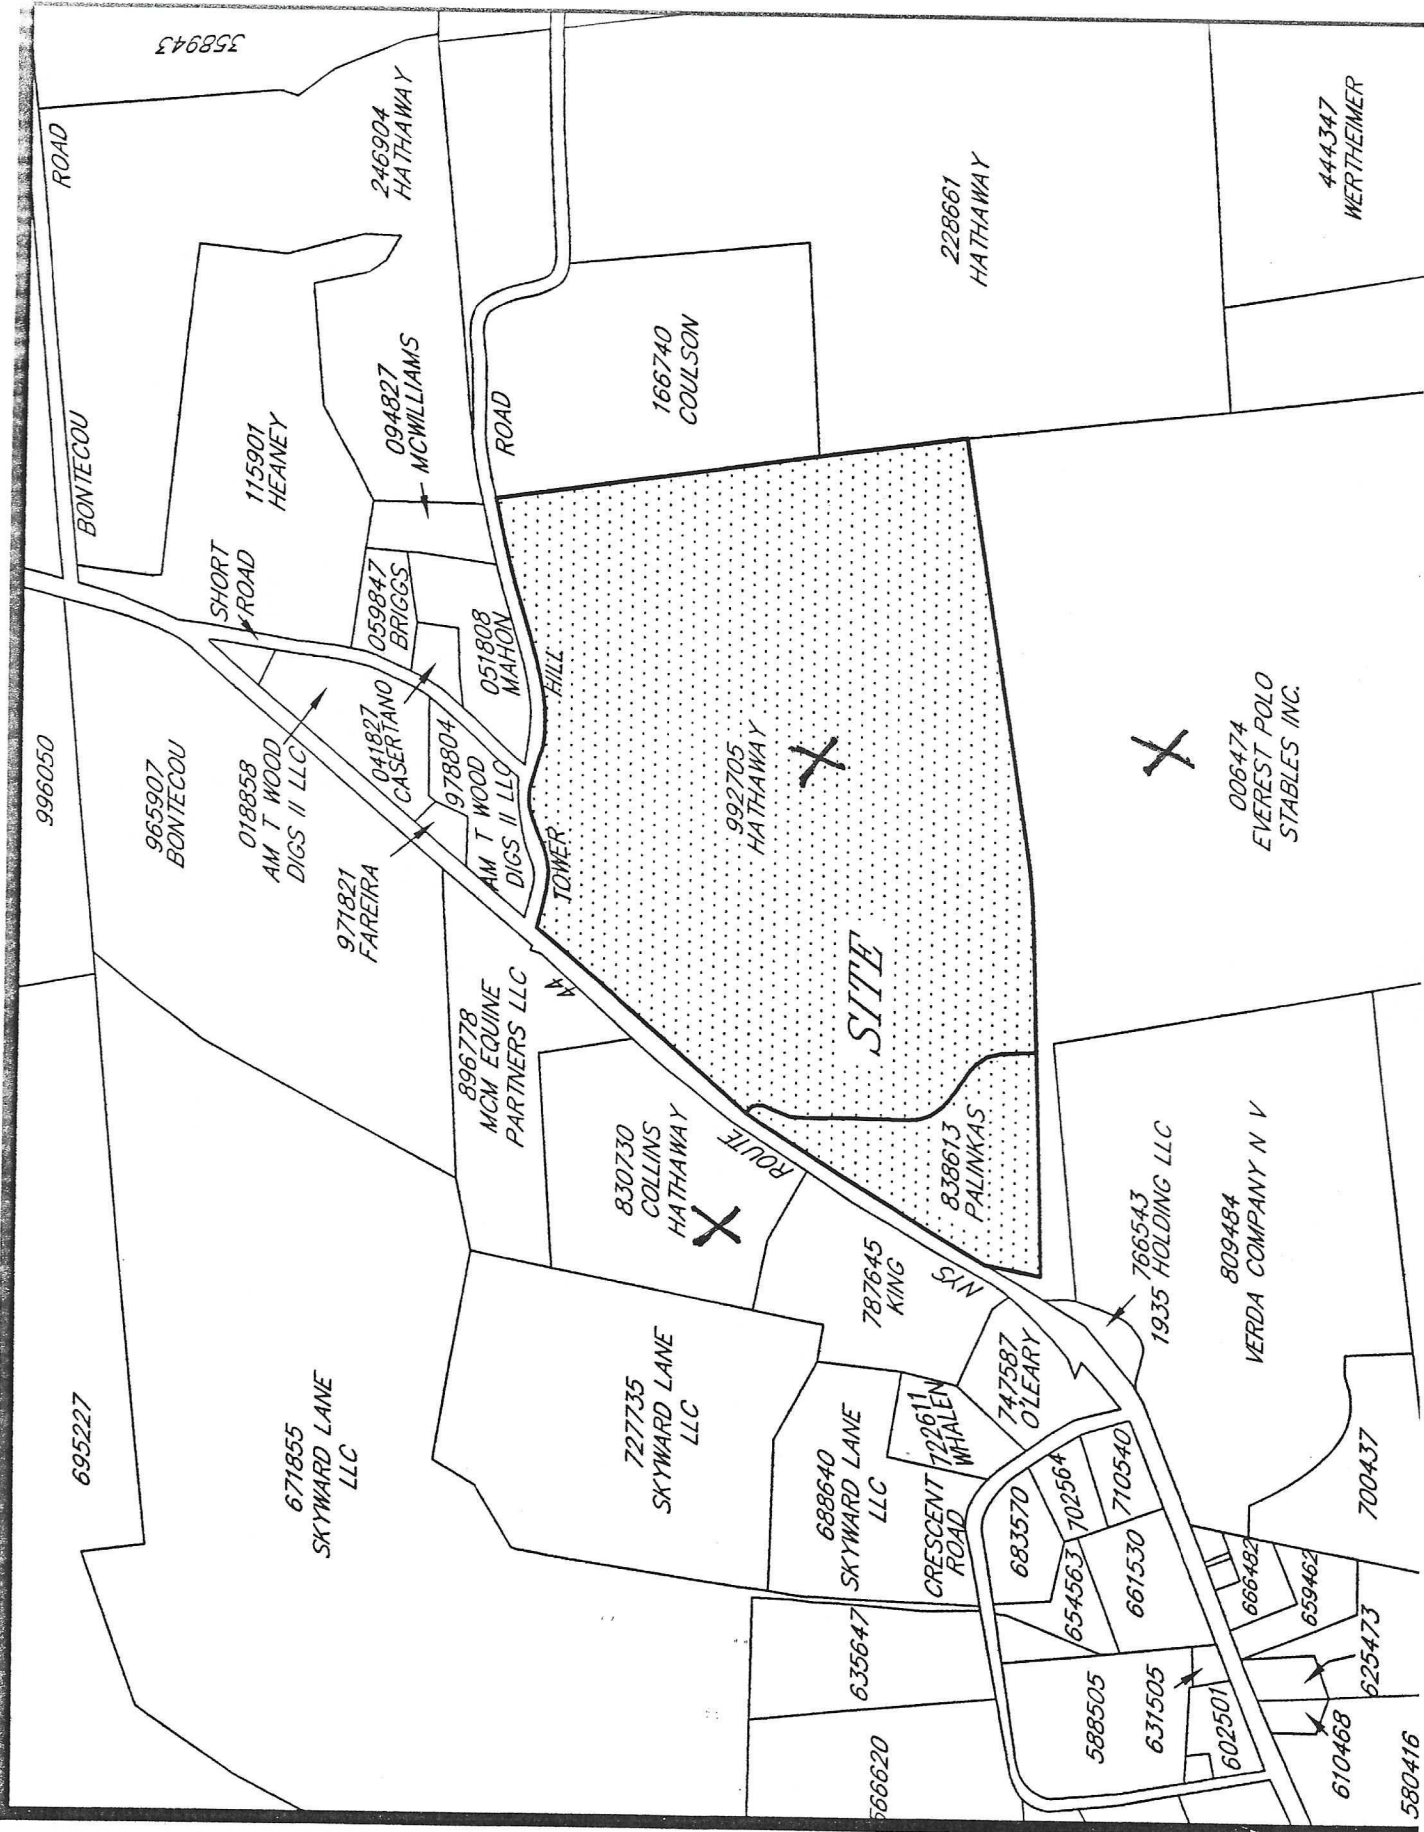 695227
996050
ROAD
BONTECOU
358943
965907
BONTECOU
671855
SKYWARD LANE
LLC
018858
AM T WOOD
DIGS II LLC
SHORT
ROAD
115901
HEANEY
246904
HATHAWAY
971821
FAREIRA
041827
CASERTANO
059847
BRIGGS
094827
MCWILLIAMS
978804
AM T WOOD
DIGS II LLC
051808
MAHON
896778
MCM EQUINE
PARTNERS LLC
TOWER
HILL
ROAD
NYS
ROUTE
44
727735
SKYWARD LANE
LLC
830730
COLLINS
HATHAWAY
166740
COULSON
992705
HATHAWAY
SITE
228661
HATHAWAY
688640
SKYWARD LANE
LLC
787645
KING
722611
WHALEN
747587
O'LEARY
838613
PALINKAS
CRESCENT
ROAD
566620
635647
683570
702564
710540
654563
661530
588505
631505
602501
766543
1935 HOLDING LLC
809484
VERDA COMPANY N V
006474
EVEREST POLO
STABLES INC.
444347
WERTHEIMER
666482
659462
625473
610468
700437
580416